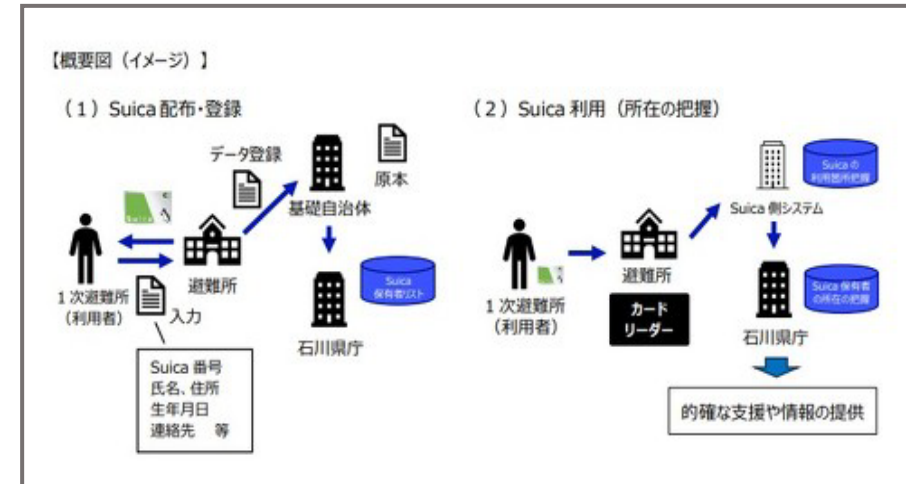 【概要図（イメージ）】
（１）Suica 配布・登録
データ登録
原本
基礎自治体
Suica
避難所
１次避難所
（利用者）
入力
Suica
保有者リスト
石川県庁
Suica 番号
氏名、住所
生年月日
連絡先　等
（２）Suica 利用（所在の把握）
Suica の
利用箇所把握
Suica 側システム
避難所
１次避難所
（利用者）
カード
リーダー
Suica 保有者
の所在の把握
石川県庁
的確な支援や情報の提供